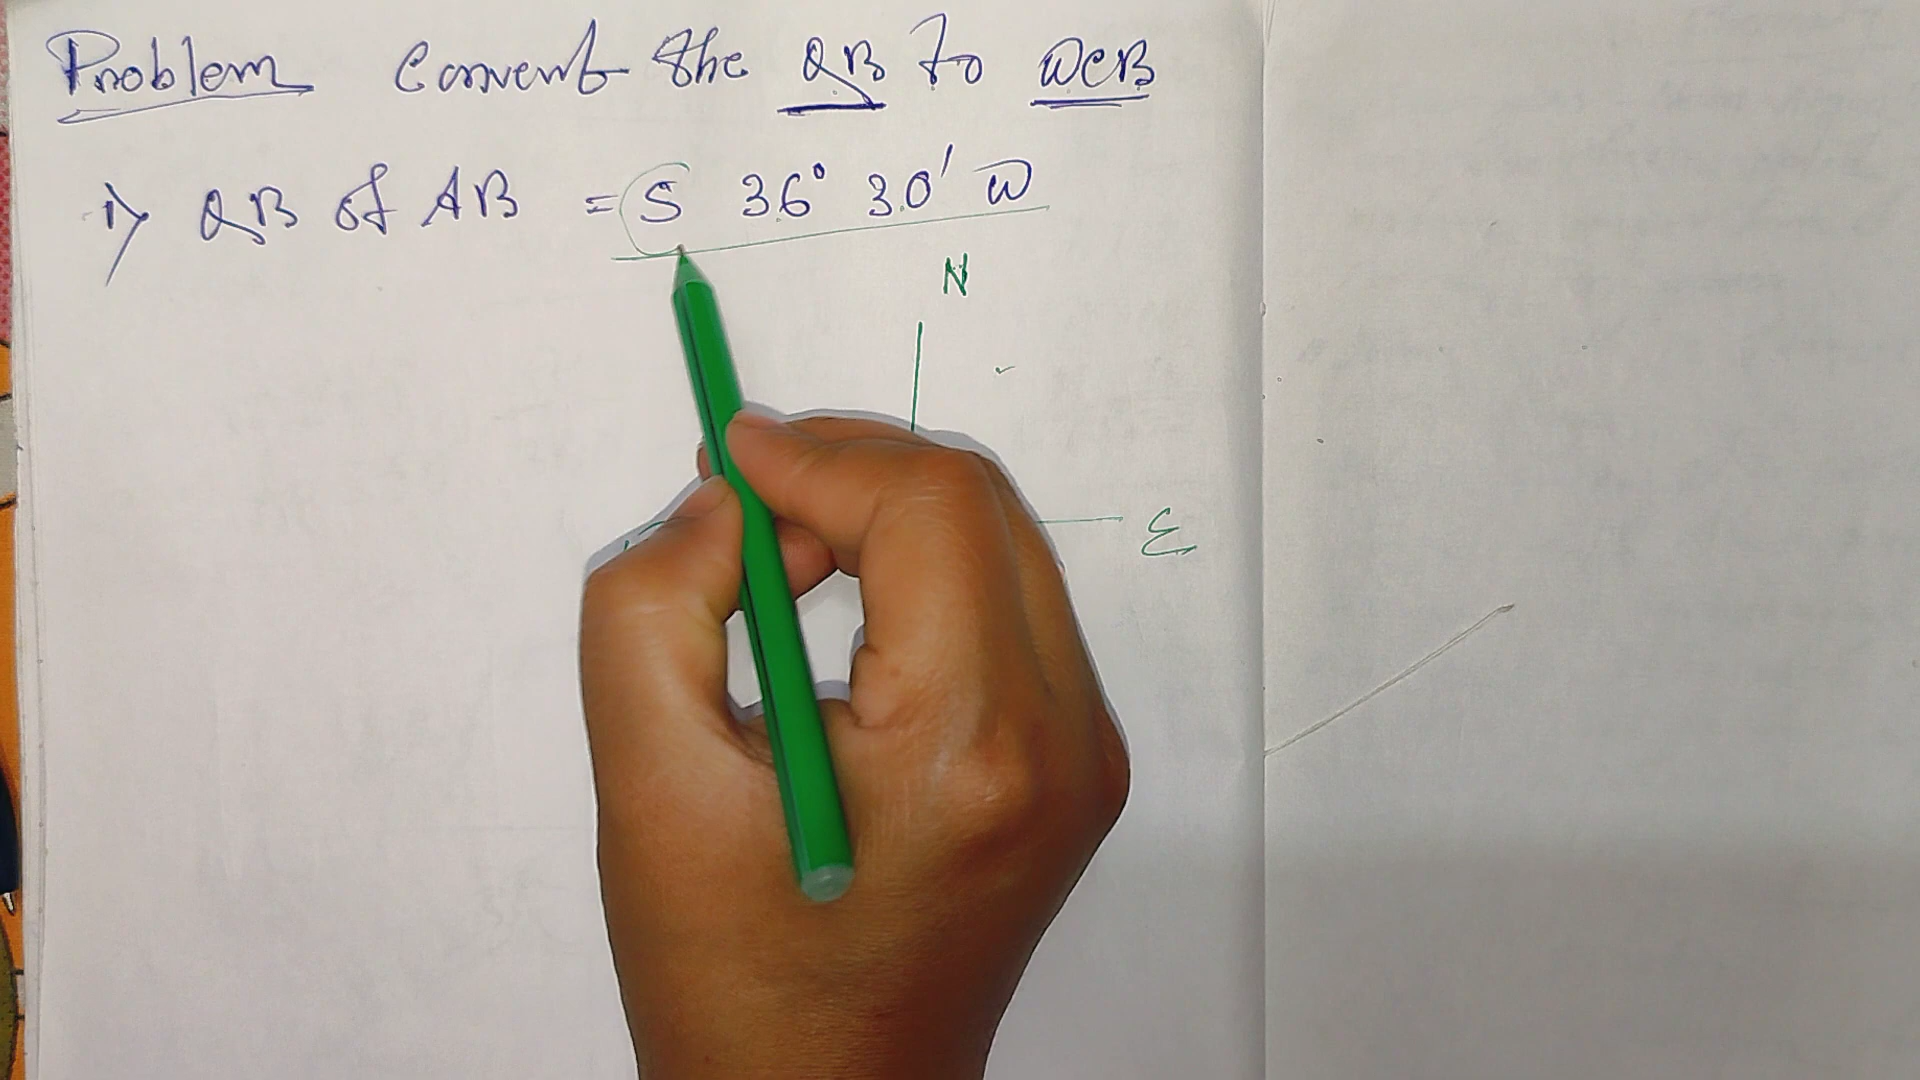 Problem Convert the QB to WCB
1) QB of AB = S 36° 30' W
N
E